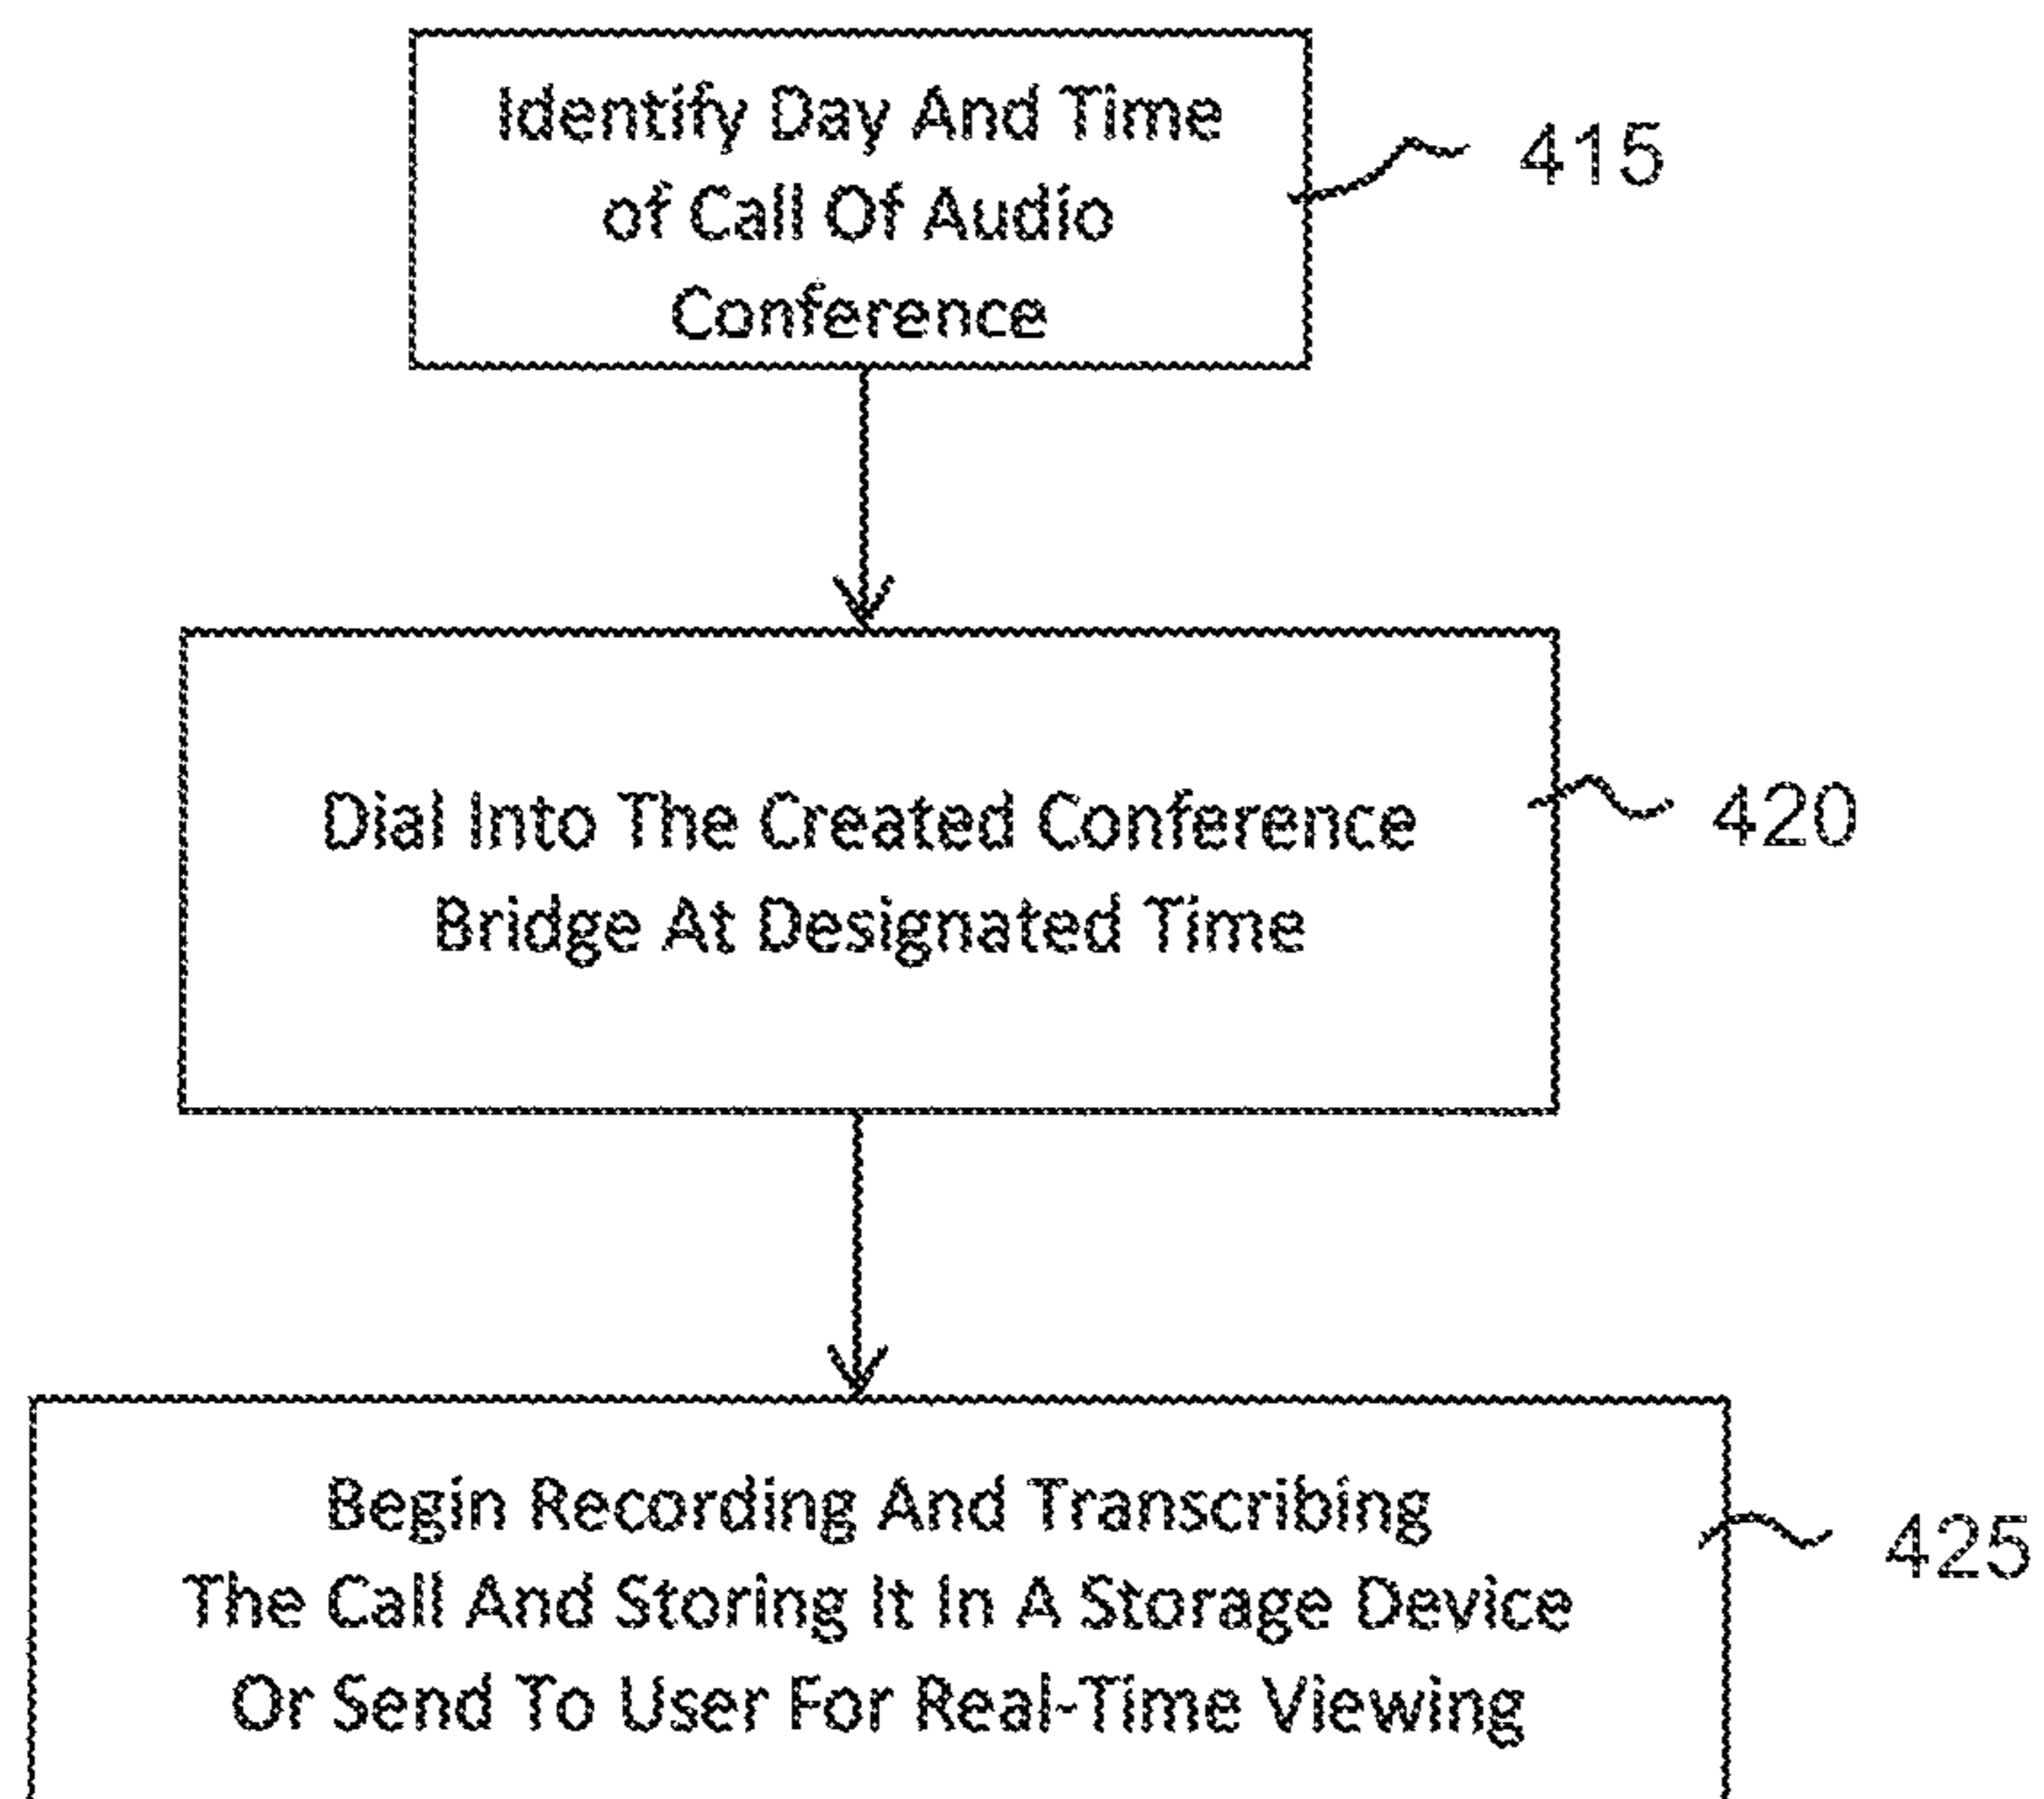 Identify Day And Time
of Call Of Audio
Conference
415
Dial Into The Created Conference
Bridge At Designated Time
420
Begin Recording And Transcribing
The Call And Storing It In A Storage Device
Or Send To User For Real-Time Viewing
425